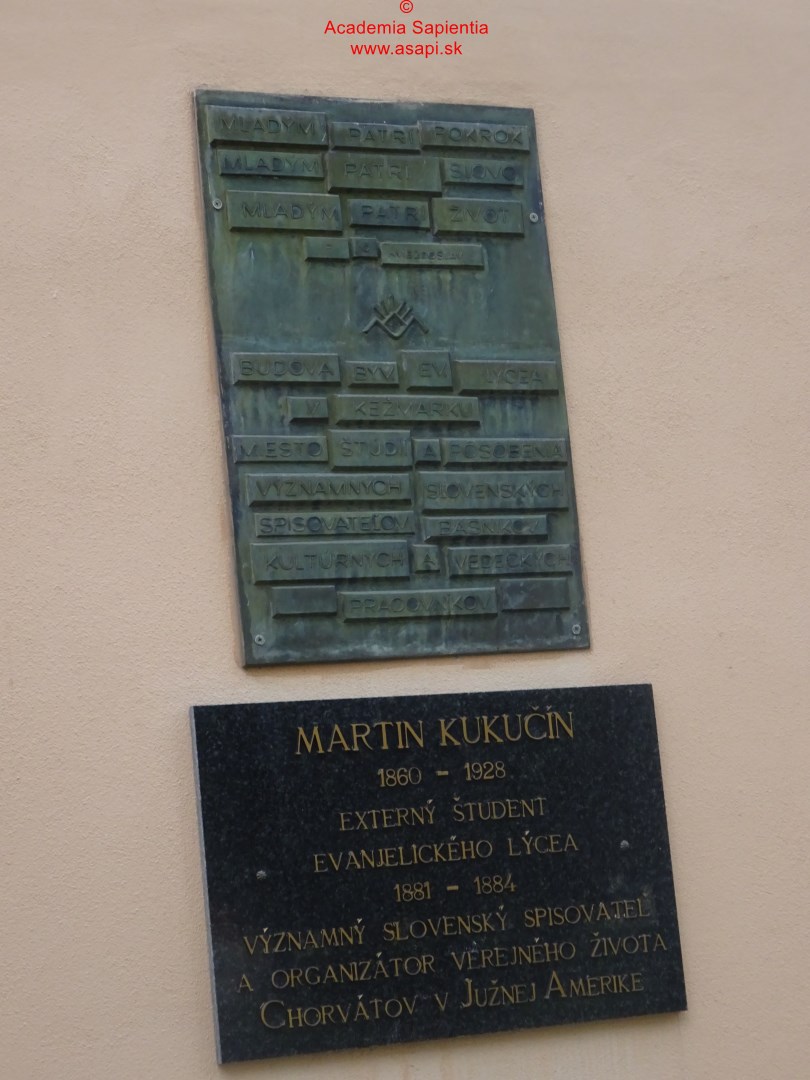 ©
Academia Sapientia
www.asapi.sk
MLADÝM PATRÍ POKROK
MLADÝM PATRÍ SLOVO
MLADÝM PATRÍ ŽIVOT
P. O. HVIEZDOSLAV
BUDOVA BÝV. EV. LÝCEA
V KEŽMARKU
MIESTO ŠTÚDIÍ A PÔSOBENIA
VÝZNAMNÝCH SLOVENSKÝCH
SPISOVATEĽOV BÁSNIKOV
KULTÚRNYCH A VEDECKÝCH
PRACOVNÍKOV
MARTIN KUKUČÍN
1860 – 1928
EXTERNÝ ŠTUDENT
EVANJELICKÉHO LÝCEA
1881 – 1884
VÝZNAMNÝ SLOVENSKÝ SPISOVATEĽ
A ORGANIZÁTOR VEREJNÉHO ŽIVOTA
CHORVÁTOV V JUŽNEJ AMERIKE